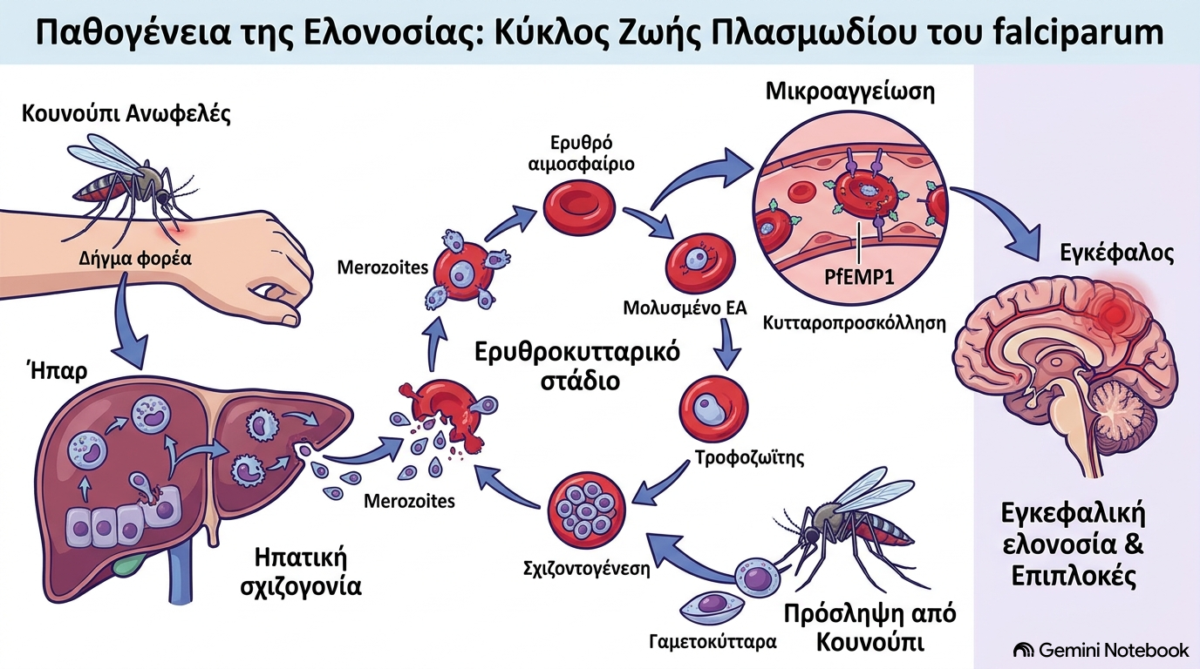 Παθογένεια της Ελονοσίας: Κύκλος Ζωής Πλασμωδίου του falciparum
Κουνούπι Ανωφελές
Δήγμα φορέα
Ήπαρ
Ηπατική
σχιζογονία
Merozoites
Merozoites
Ερυθρό
αιμοσφαίριο
Μολυσμένο ΕΑ
Ερυθροκυτταρικό
στάδιο
Τροφοζωΐτης
Σχιζοντογένεση
Γαμετοκύτταρα
Πρόσληψη από
Κουνούπι
Μικροαγγείωση
PfEMP1
Κυτταροπροσκόλληση
Εγκέφαλος
Εγκεφαλική
ελονοσία &
Επιπλοκές
Gemini Notebook